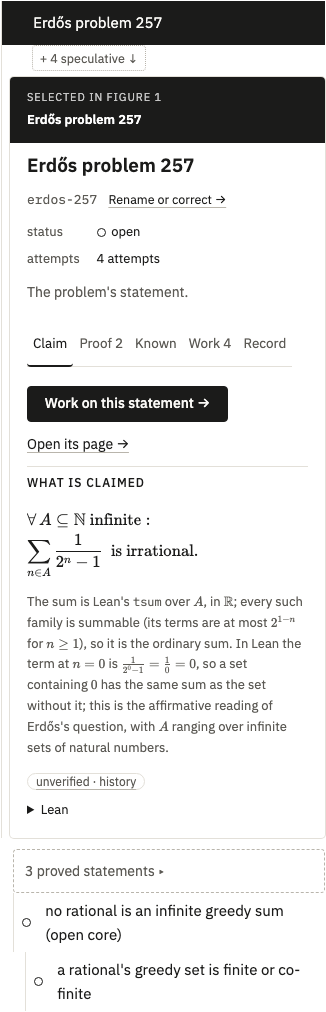 Erdős problem 257
+ 4 speculative ↓
SELECTED IN FIGURE 1
Erdős problem 257
Erdős problem 257
erdos-257 Rename or correct →
status ○ open
attempts 4 attempts
The problem's statement.
Claim Proof 2 Known Work 4 Record
Work on this statement →
Open its page →
WHAT IS CLAIMED
∀ A ⊆ ℕ infinite :
∑_{n∈A} 1/(2^n − 1) is irrational.
The sum is Lean's tsum over A, in ℝ; every such
family is summable (its terms are at most 2^{1−n}
for n ≥ 1), so it is the ordinary sum. In Lean the
term at n = 0 is 1/(2^0−1) = 1/0 = 0, so a set
containing 0 has the same sum as the set
without it; this is the affirmative reading of
Erdős's question, with A ranging over infinite
sets of natural numbers.
unverified · history
▶ Lean
3 proved statements ▸
○ no rational is an infinite greedy sum
(open core)
○ a rational's greedy set is finite or co-
finite